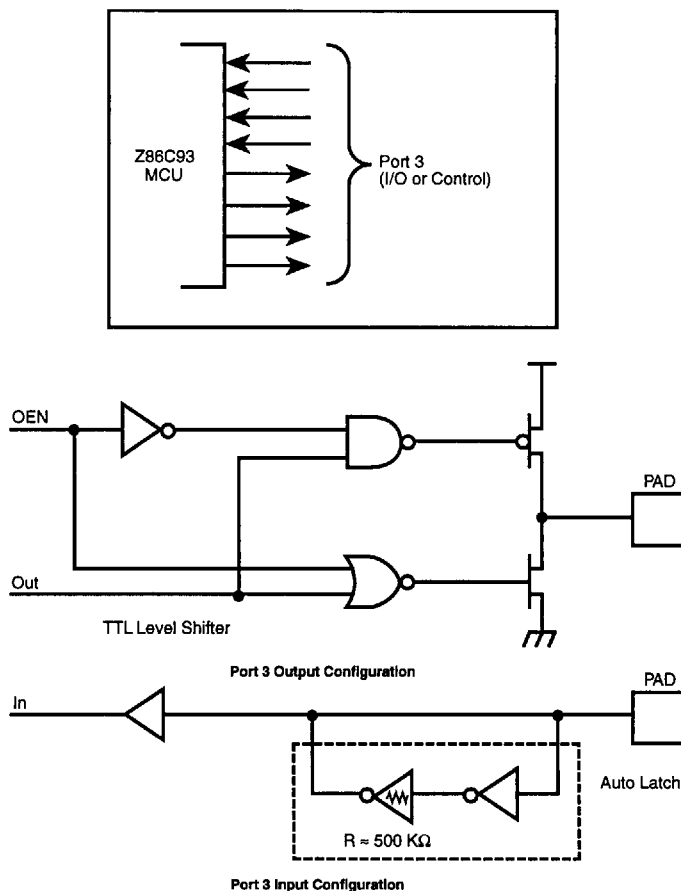 Z86C93
MCU
Port 3
(I/O or Control)
OEN
PAD
Out
TTL Level Shifter
Port 3 Output Configuration
In
PAD
Auto Latch
R ≈ 500 KΩ
Port 3 Input Configuration